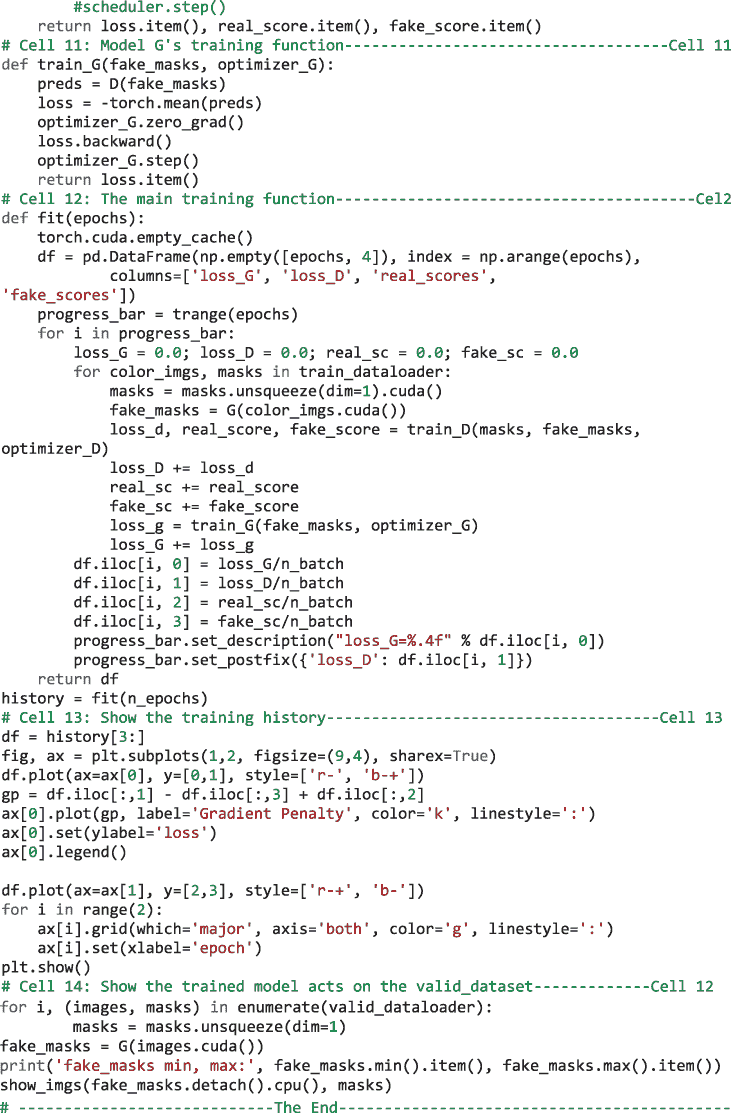 #scheduler.step()
    return loss.item(), real_score.item(), fake_score.item()
# Cell 11: Model G's training function------------------------------------Cell 11
def train_G(fake_masks, optimizer_G):
    preds = D(fake_masks)
    loss = -torch.mean(preds)
    optimizer_G.zero_grad()
    loss.backward()
    optimizer_G.step()
    return loss.item()
# Cell 12: The main training function----------------------------------------Cel2
def fit(epochs):
    torch.cuda.empty_cache()
    df = pd.DataFrame(np.empty([epochs, 4]), index = np.arange(epochs),
            columns=['loss_G', 'loss_D', 'real_scores',
'fake_scores'])
    progress_bar = trange(epochs)
    for i in progress_bar:
        loss_G = 0.0; loss_D = 0.0; real_sc = 0.0; fake_sc = 0.0
        for color_imgs, masks in train_dataloader:
            masks = masks.unsqueeze(dim=1).cuda()
            fake_masks = G(color_imgs.cuda())
            loss_d, real_score, fake_score = train_D(masks, fake_masks,
optimizer_D)
            loss_D += loss_d
            real_sc += real_score
            fake_sc += fake_score
            loss_g = train_G(fake_masks, optimizer_G)
            loss_G += loss_g
        df.iloc[i, 0] = loss_G/n_batch
        df.iloc[i, 1] = loss_D/n_batch
        df.iloc[i, 2] = real_sc/n_batch
        df.iloc[i, 3] = fake_sc/n_batch
        progress_bar.set_description("loss_G=%.4f" % df.iloc[i, 0])
        progress_bar.set_postfix({'loss_D': df.iloc[i, 1]})
    return df
history = fit(n_epochs)
# Cell 13: Show the training history-------------------------------------Cell 13
df = history[3:]
fig, ax = plt.subplots(1,2, figsize=(9,4), sharex=True)
df.plot(ax=ax[0], y=[0,1], style=['r-', 'b-+'])
gp = df.iloc[:,1] - df.iloc[:,3] + df.iloc[:,2]
ax[0].plot(gp, label='Gradient Penalty', color='k', linestyle=':')
ax[0].set(ylabel='loss')
ax[0].legend()

df.plot(ax=ax[1], y=[2,3], style=['r-+', 'b-'])
for i in range(2):
    ax[i].grid(which='major', axis='both', color='g', linestyle=':')
    ax[i].set(xlabel='epoch')
plt.show()
# Cell 14: Show the trained model acts on the valid_dataset-------------Cell 12
for i, (images, masks) in enumerate(valid_dataloader):
        masks = masks.unsqueeze(dim=1)
fake_masks = G(images.cuda())
print('fake_masks min, max:', fake_masks.min().item(), fake_masks.max().item())
show_imgs(fake_masks.detach().cpu(), masks)
# ----------------------------The End-------------------------------------------